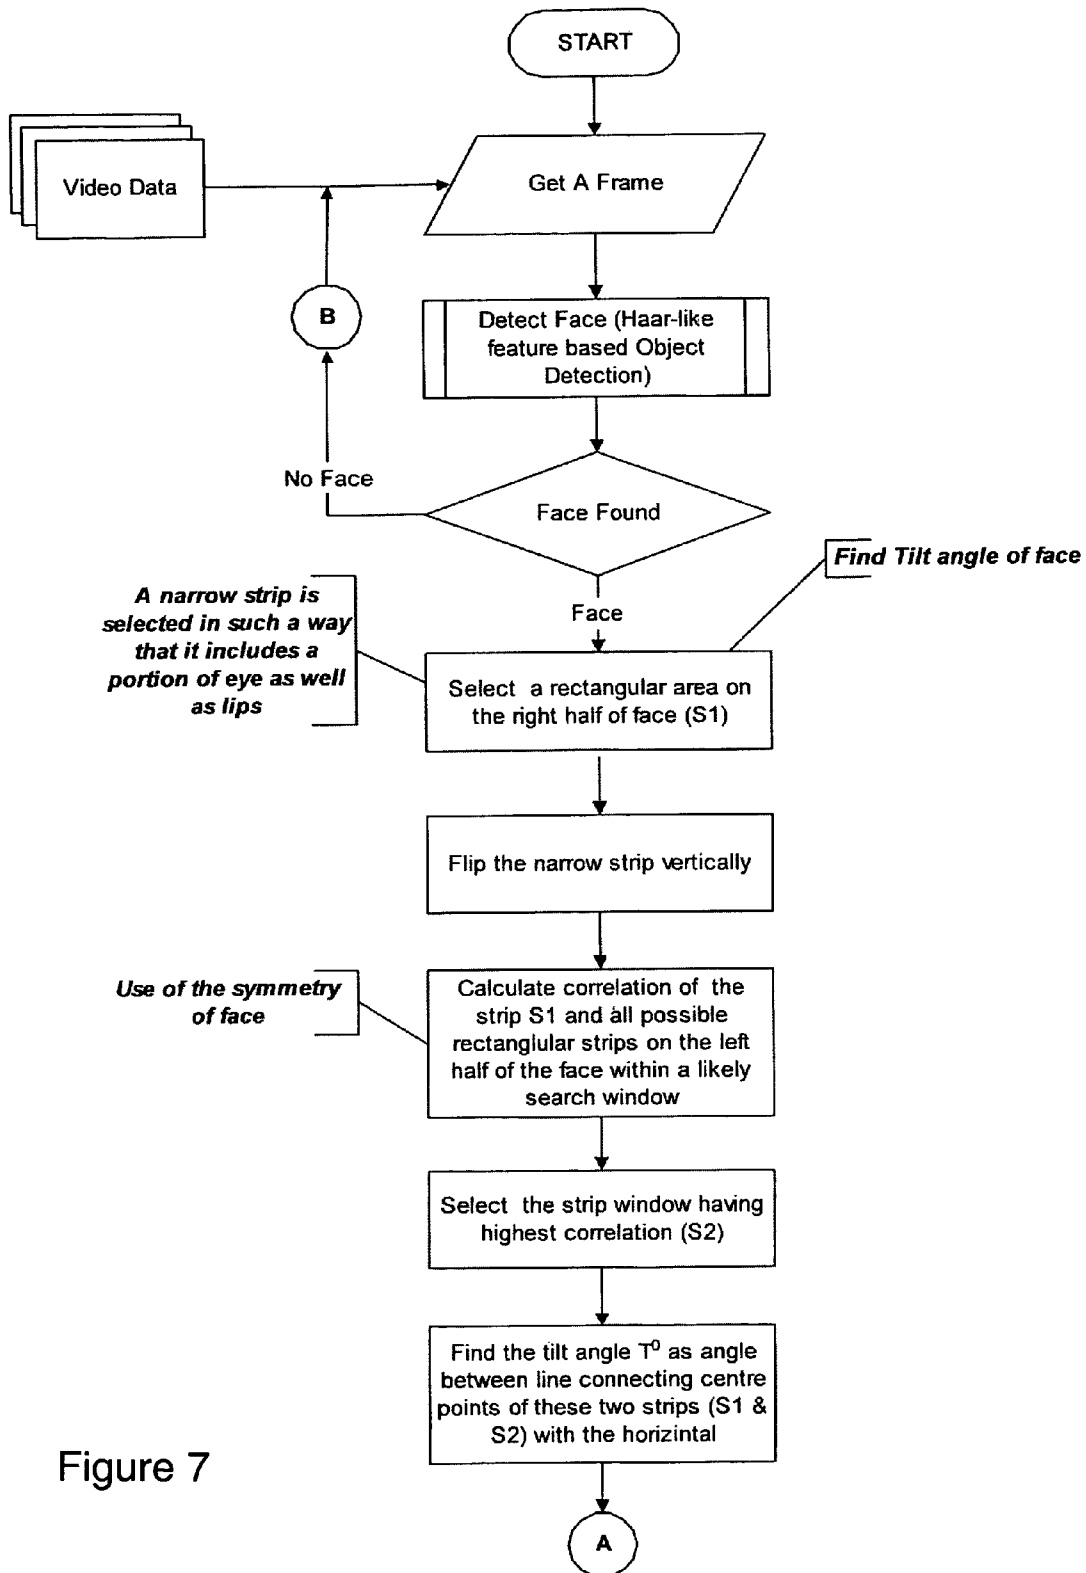 START
Video Data
Get A Frame
B
Detect Face (Haar-like
feature based Object
Detection)
No Face
Face Found
Find Tilt angle of face
A narrow strip is
selected in such a way
that it includes a
portion of eye as well
as lips
Face
Select a rectangular area on
the right half of face (S1)
Flip the narrow strip vertically
Use of the symmetry
of face
Calculate correlation of the
strip S1 and all possible
rectanglular strips on the left
half of the face within a likely
search window
Select the strip window having
highest correlation (S2)
Find the tilt angle T⁰ as angle
between line connecting centre
points of these two strips (S1 &
S2) with the horizintal
Figure 7
A